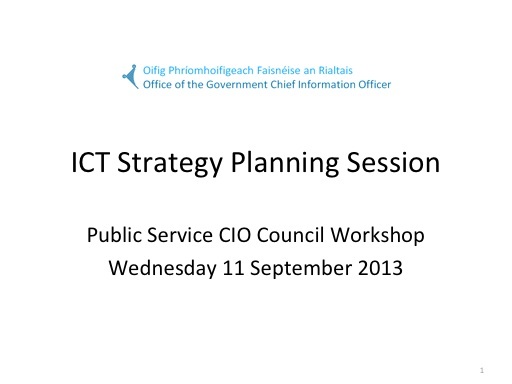 Oifig Phríomhoifigeach Faisnéise an Rialtais
Office of the Government Chief Information Officer
ICT Strategy Planning Session
Public Service CIO Council Workshop
Wednesday 11 September 2013
1